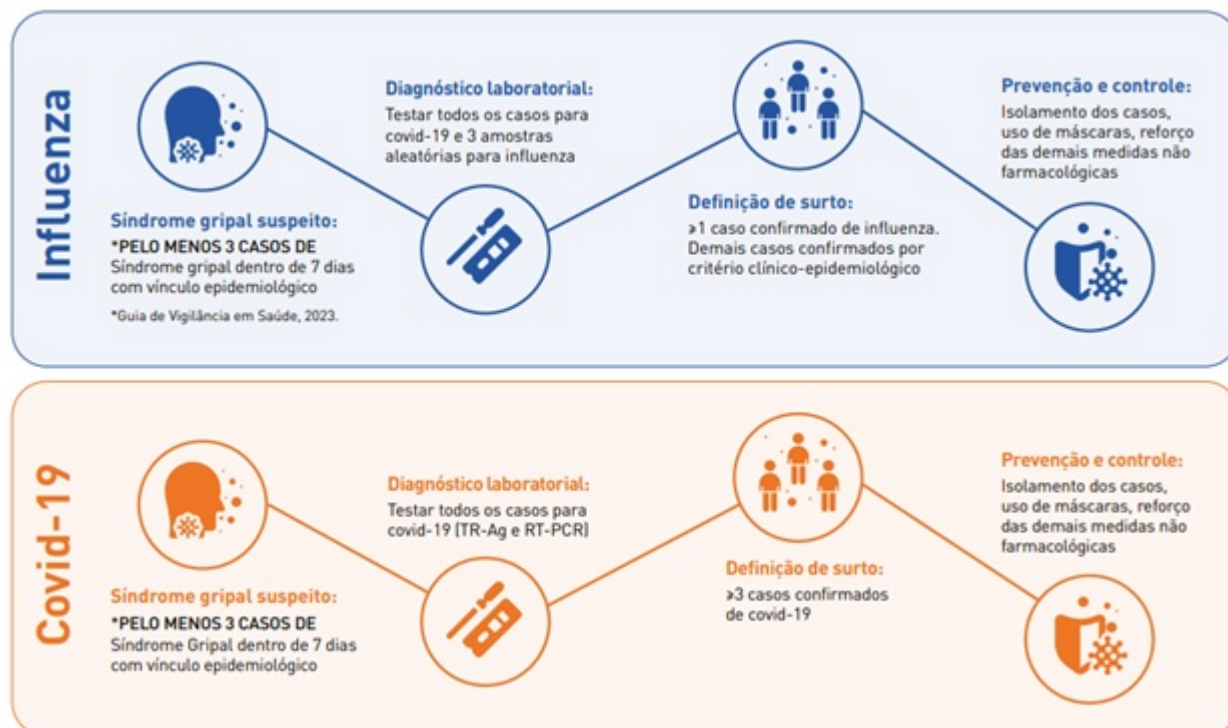 Influenza
Síndrome gripal suspeito:
*PELO MENOS 3 CASOS DE
Síndrome gripal dentro de 7 dias
com vínculo epidemiológico
*Guia de Vigilância em Saúde, 2023.
Diagnóstico laboratorial:
Testar todos os casos para
covid-19 e 3 amostras
aleatórias para influenza
Definição de surto:
≥1 caso confirmado de influenza.
Demais casos confirmados por
critério clínico-epidemiológico
Prevenção e controle:
Isolamento dos casos,
uso de máscaras, reforço
das demais medidas não
farmacológicas
Covid-19
Síndrome gripal suspeito:
*PELO MENOS 3 CASOS DE
Síndrome Gripal dentro de 7 dias
com vínculo epidemiológico
Diagnóstico laboratorial:
Testar todos os casos para
covid-19 (TR-Ag e RT-PCR)
Definição de surto:
≥3 casos confirmados
de covid-19
Prevenção e controle:
Isolamento dos casos,
uso de máscaras, reforço
das demais medidas não
farmacológicas